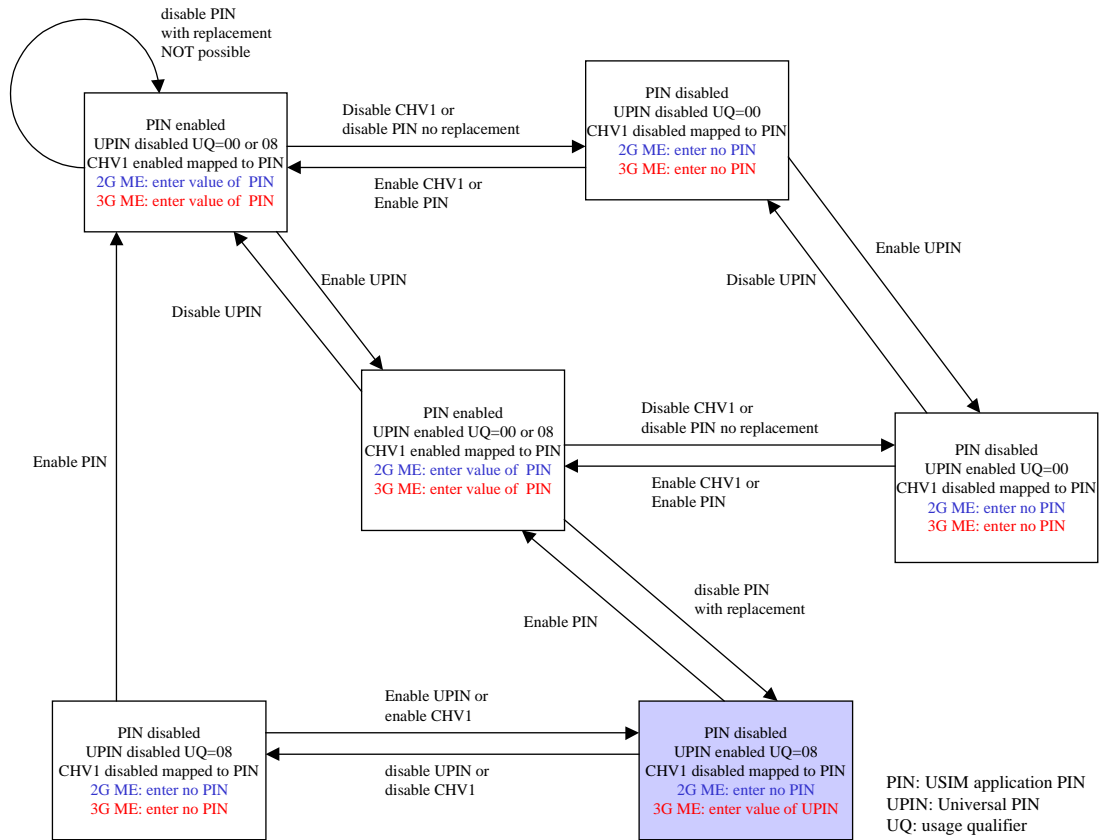 disable PIN
with replacement
NOT possible
PIN enabled
UPIN disabled UQ=00 or 08
CHV1 enabled mapped to PIN
2G ME: enter value of PIN
3G ME: enter value of PIN
Disable CHV1 or
disable PIN no replacement
Enable CHV1 or
Enable PIN
PIN disabled
UPIN disabled UQ=00
CHV1 disabled mapped to PIN
2G ME: enter no PIN
3G ME: enter no PIN
Enable UPIN
Disable UPIN
Enable UPIN
Disable UPIN
PIN enabled
UPIN enabled UQ=00 or 08
CHV1 enabled mapped to PIN
2G ME: enter value of PIN
3G ME: enter value of PIN
Disable CHV1 or
disable PIN no replacement
Enable CHV1 or
Enable PIN
PIN disabled
UPIN enabled UQ=00
CHV1 disabled mapped to PIN
2G ME: enter no PIN
3G ME: enter no PIN
Enable PIN
disable PIN
with replacement
Enable PIN
PIN disabled
UPIN disabled UQ=08
CHV1 disabled mapped to PIN
2G ME: enter no PIN
3G ME: enter no PIN
Enable UPIN or
enable CHV1
disable UPIN or
disable CHV1
PIN disabled
UPIN enabled UQ=08
CHV1 disabled mapped to PIN
2G ME: enter no PIN
3G ME: enter value of UPIN
PIN: USIM application PIN
UPIN: Universal PIN
UQ: usage qualifier